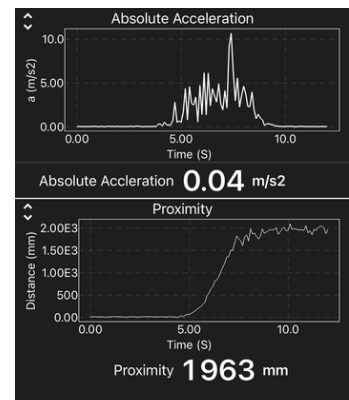 Absolute Acceleration
10.0
5.00
0.00
a (m/s2)
0.00 5.00 10.0
Time (S)
Absolute Accleration 0.04 m/s2
Proximity
2.00E3
1.50E3
1.00E3
500
0.00
Distance (mm)
0.00 5.00 10.0
Time (S)
Proximity 1963 mm